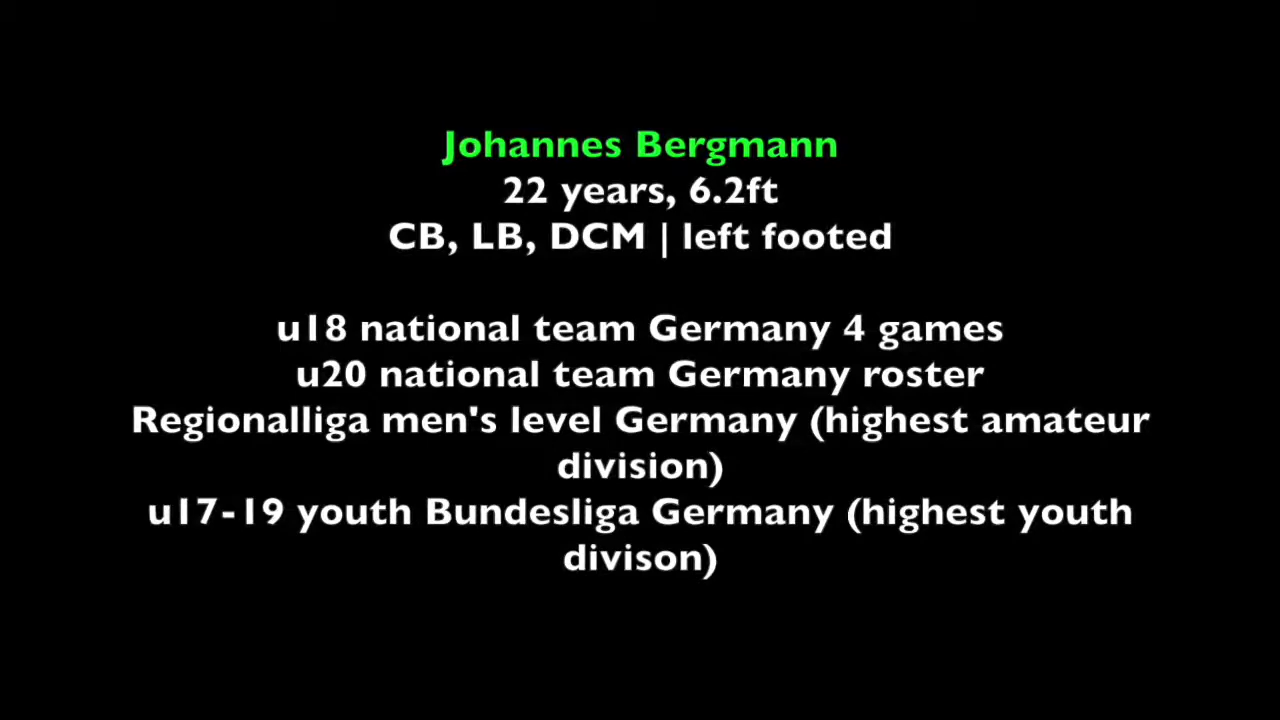 Johannes Bergmann
22 years, 6.2ft
CB, LB, DCM | left footed
u18 national team Germany 4 games
u20 national team Germany roster
Regionalliga men's level Germany (highest amateur
division)
u17-19 youth Bundesliga Germany (highest youth
divison)